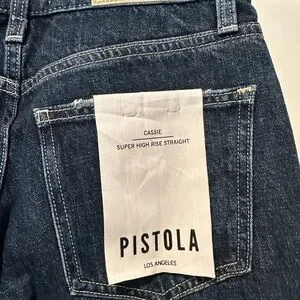 CASSIE
SUPER HIGH RISE STRAIGHT
PISTOLA
LOS ANGELES